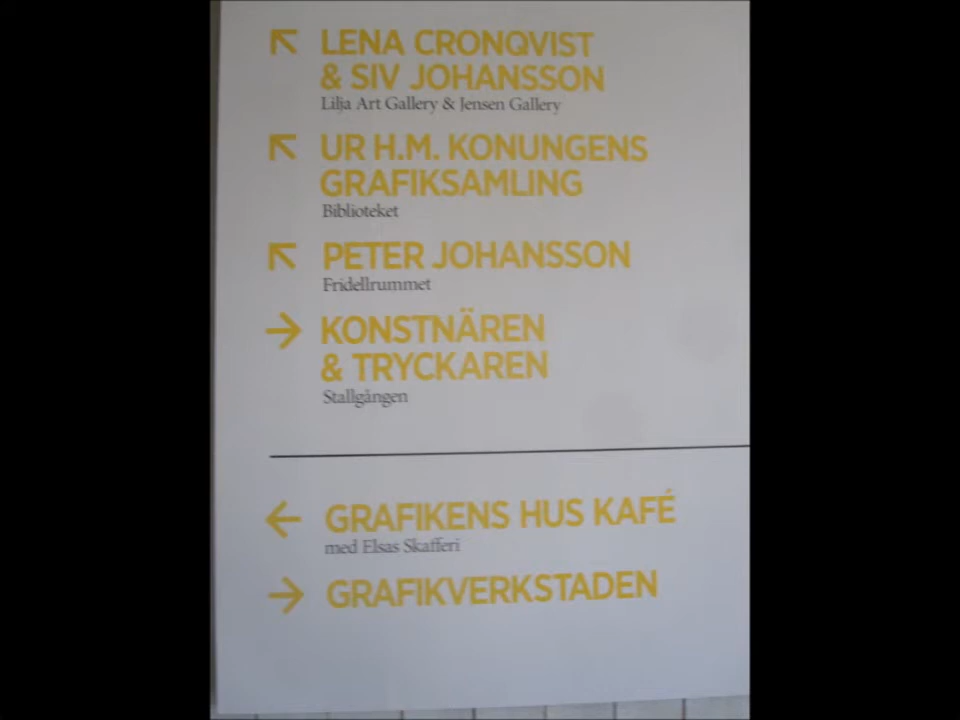 LENA CRONQVIST
& SIV JOHANSSON
Lilja Art Gallery & Jensen Gallery
UR H.M. KONUNGENS
GRAFIKSAMLING
Biblioteket
PETER JOHANSSON
Fridellrummet
KONSTNÄREN
& TRYCKAREN
Stallgången
GRAFIKENS HUS KAFÉ
med Elsas Skafferi
GRAFIKVERKSTADEN